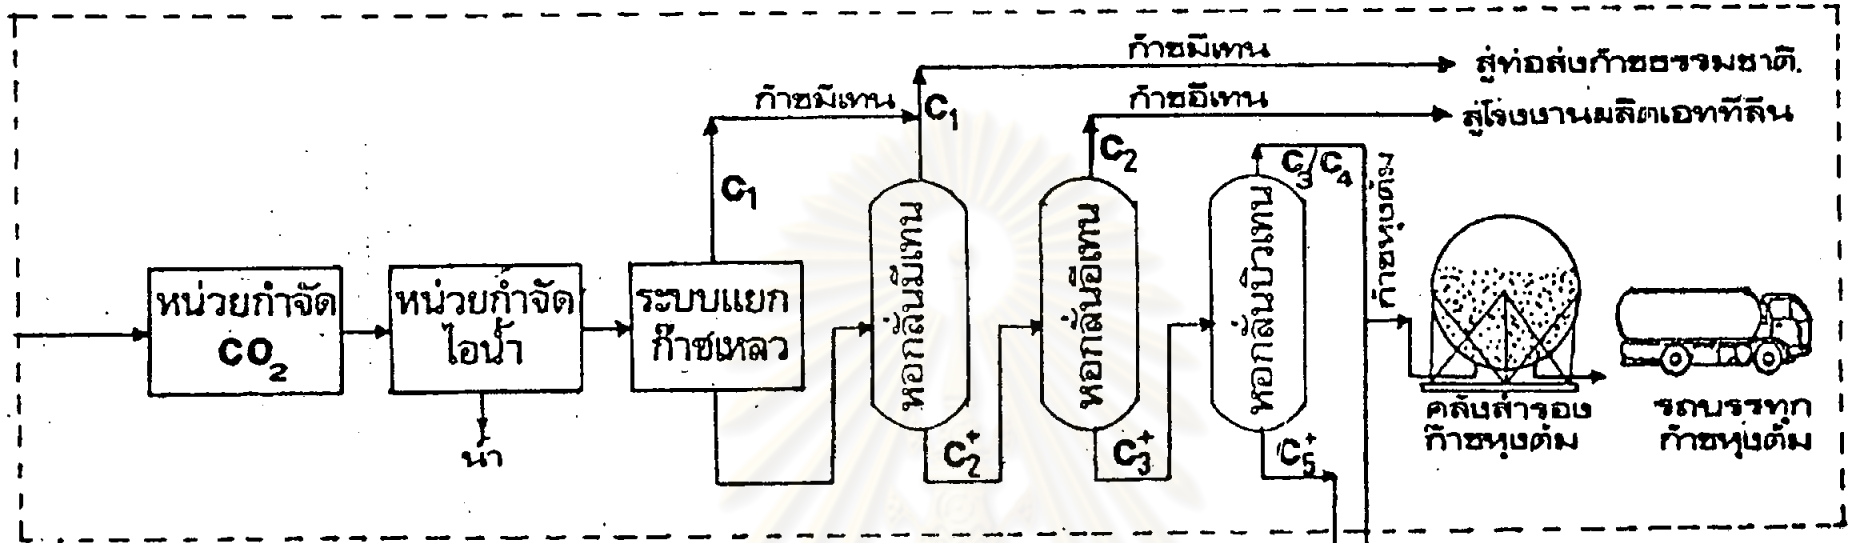 ก๊าซมีเทน
สู่ท่อส่งก๊าซธรรมชาติ.
ก๊าซมีเทน
C1
ก๊าซอีเทน
สู่โรงงานผลิตเอททีลีน
C1
C2
C3/C4
ก๊าซหุงต้ม
หน่วยกำจัด
CO2
หน่วยกำจัด
ไอน้ำ
ระบบแยก
ก๊าซเหลว
หอกลั่นมีเทน
หอกลั่นอีเทน
หอกลั่นบิวเทน
น้ำ
C2+
C3+
C5+
คลังสำรอง
ก๊าซหุงต้ม
รถบรรทุก
ก๊าซหุงต้ม